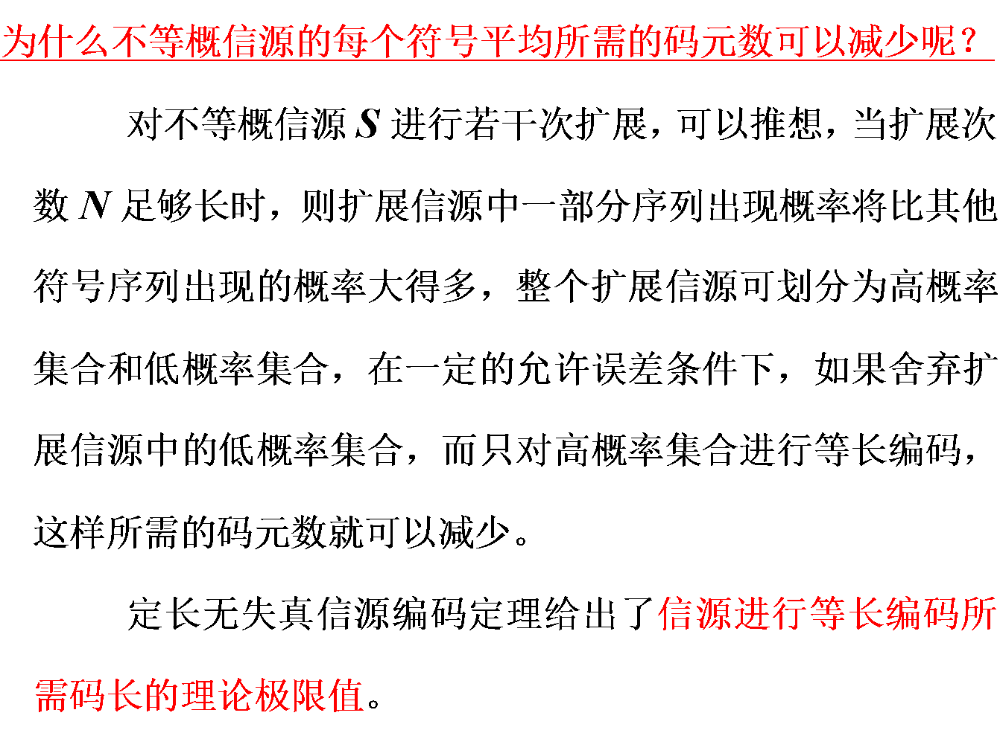 为什么不等概信源的每个符号平均所需的码元数可以减少呢？
对不等概信源 S 进行若干次扩展，可以推想，当扩展次
数 N 足够长时，则扩展信源中一部分序列出现概率将比其他
符号序列出现的概率大得多，整个扩展信源可划分为高概率
集合和低概率集合，在一定的允许误差条件下，如果舍弃扩
展信源中的低概率集合，而只对高概率集合进行等长编码，
这样所需的码元数就可以减少。
定长无失真信源编码定理给出了信源进行等长编码所
需码长的理论极限值。